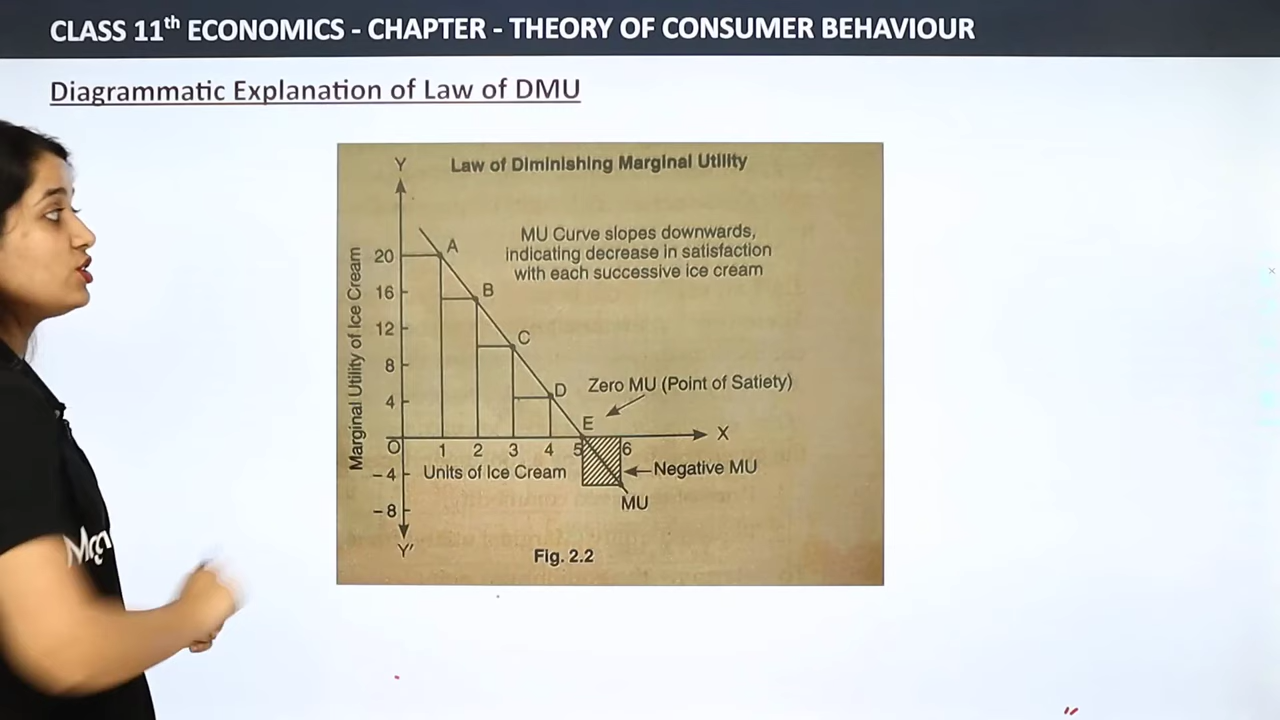 CLASS 11th ECONOMICS - CHAPTER - THEORY OF CONSUMER BEHAVIOUR
Diagrammatic Explanation of Law of DMU
Y
Law of Diminishing Marginal Utility
MU Curve slopes downwards,
indicating decrease in satisfaction
with each successive ice cream
Marginal Utility of Ice Cream
20
16
12
8
4
O
-4
-8
A
B
C
D
E
Zero MU (Point of Satiety)
X
1 2 3 4 5 6
Units of Ice Cream
Negative MU
MU
Y'
Fig. 2.2